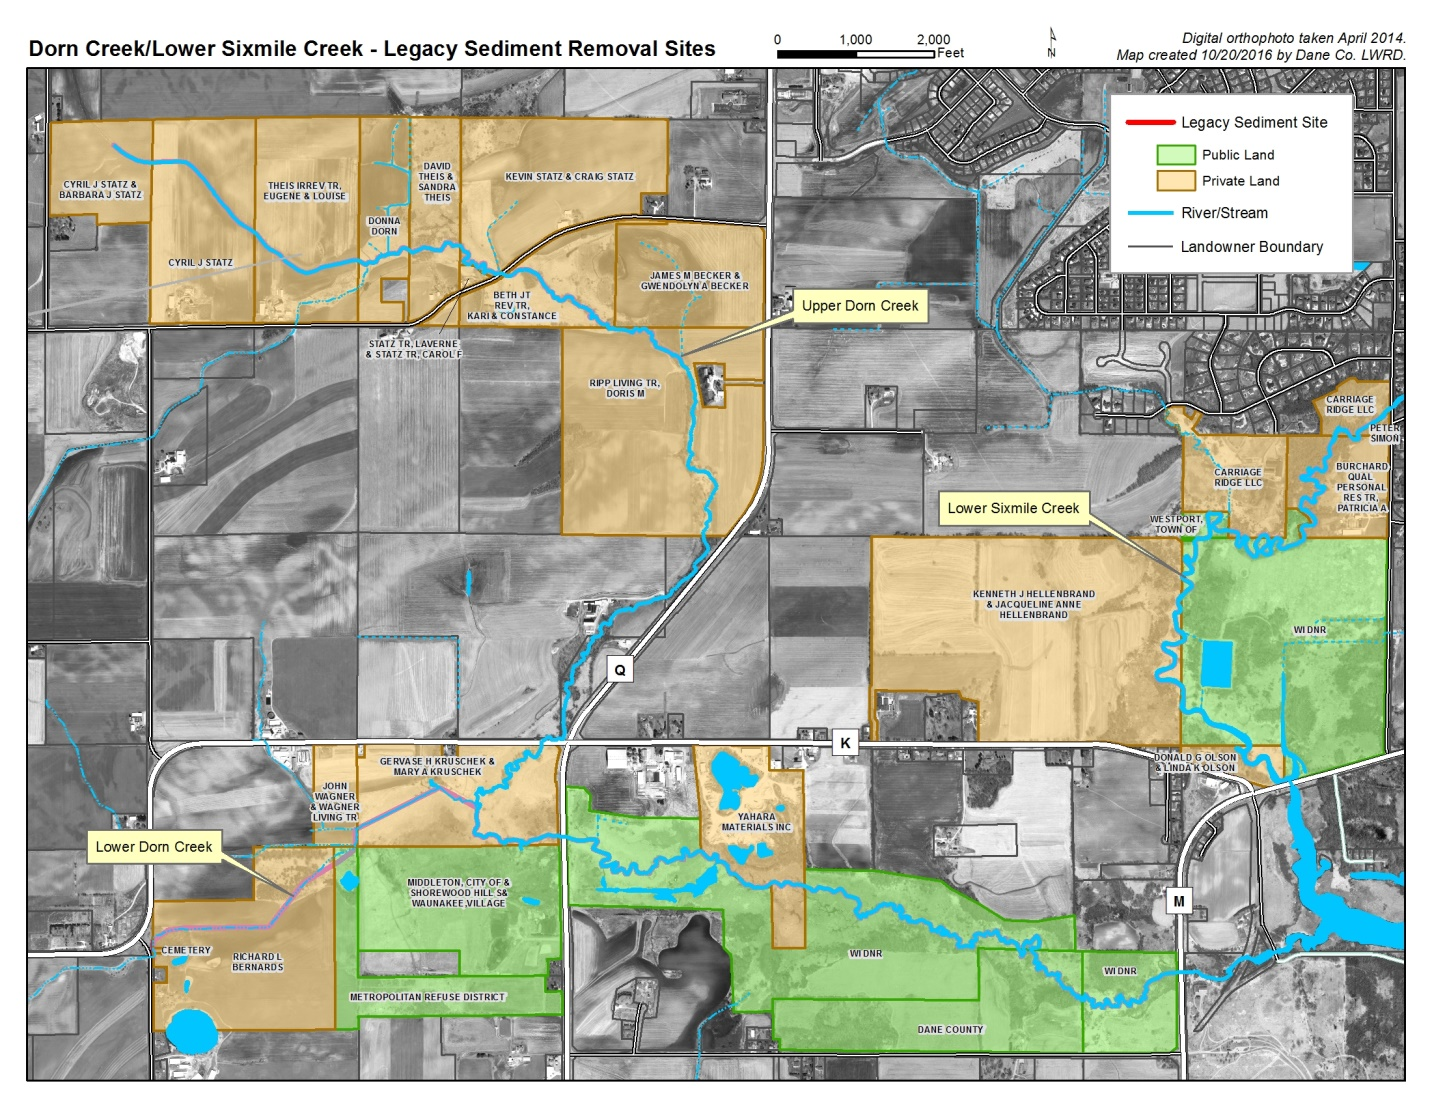 Dorn Creek/Lower Sixmile Creek - Legacy Sediment Removal Sites
0 1,000 2,000
Feet
N
Digital orthophoto taken April 2014.
Map created 10/20/2016 by Dane Co. LWRD.
Legacy Sediment Site
Public Land
Private Land
River/Stream
Landowner Boundary
CYRIL J STATZ &
BARBARA J STATZ
THEIS IRREV TR,
EUGENE & LOUISE
DAVID
THEIS &
SANDRA
THEIS
KEVIN STATZ & CRAIG STATZ
DONNA
DORN
CYRIL J STATZ
JAMES M BECKER &
GWENDOLYN A BECKER
BETH JT
REV TR,
KARI & CONSTANCE
Upper Dorn Creek
STATZ TR, LAVERNE
& STATZ TR, CAROL F
RIPP LIVING TR,
DORIS M
CARRIAGE
RIDGE LLC
PETER
SIMON
CARRIAGE
RIDGE LLC
BURCHARD
QUAL
PERSONAL
RES TR,
PATRICIA A
Lower Sixmile Creek
WESTPORT,
TOWN OF
KENNETH J HELLENBRAND
& JACQUELINE ANNE
HELLENBRAND
WI DNR
Q
K
DONALD G OLSON
& LINDA K OLSON
GERVASE H KRUSCHEK &
MARY A KRUSCHEK
JOHN
WAGNER
& WAGNER
LIVING TR
YAHARA
MATERIALS INC
Lower Dorn Creek
MIDDLETON, CITY OF &
SHOREWOOD HILLS &
WAUNAKEE,VILLAGE
M
CEMETERY
RICHARD L
BERNARDS
WI DNR
WI DNR
METROPOLITAN REFUSE DISTRICT
DANE COUNTY